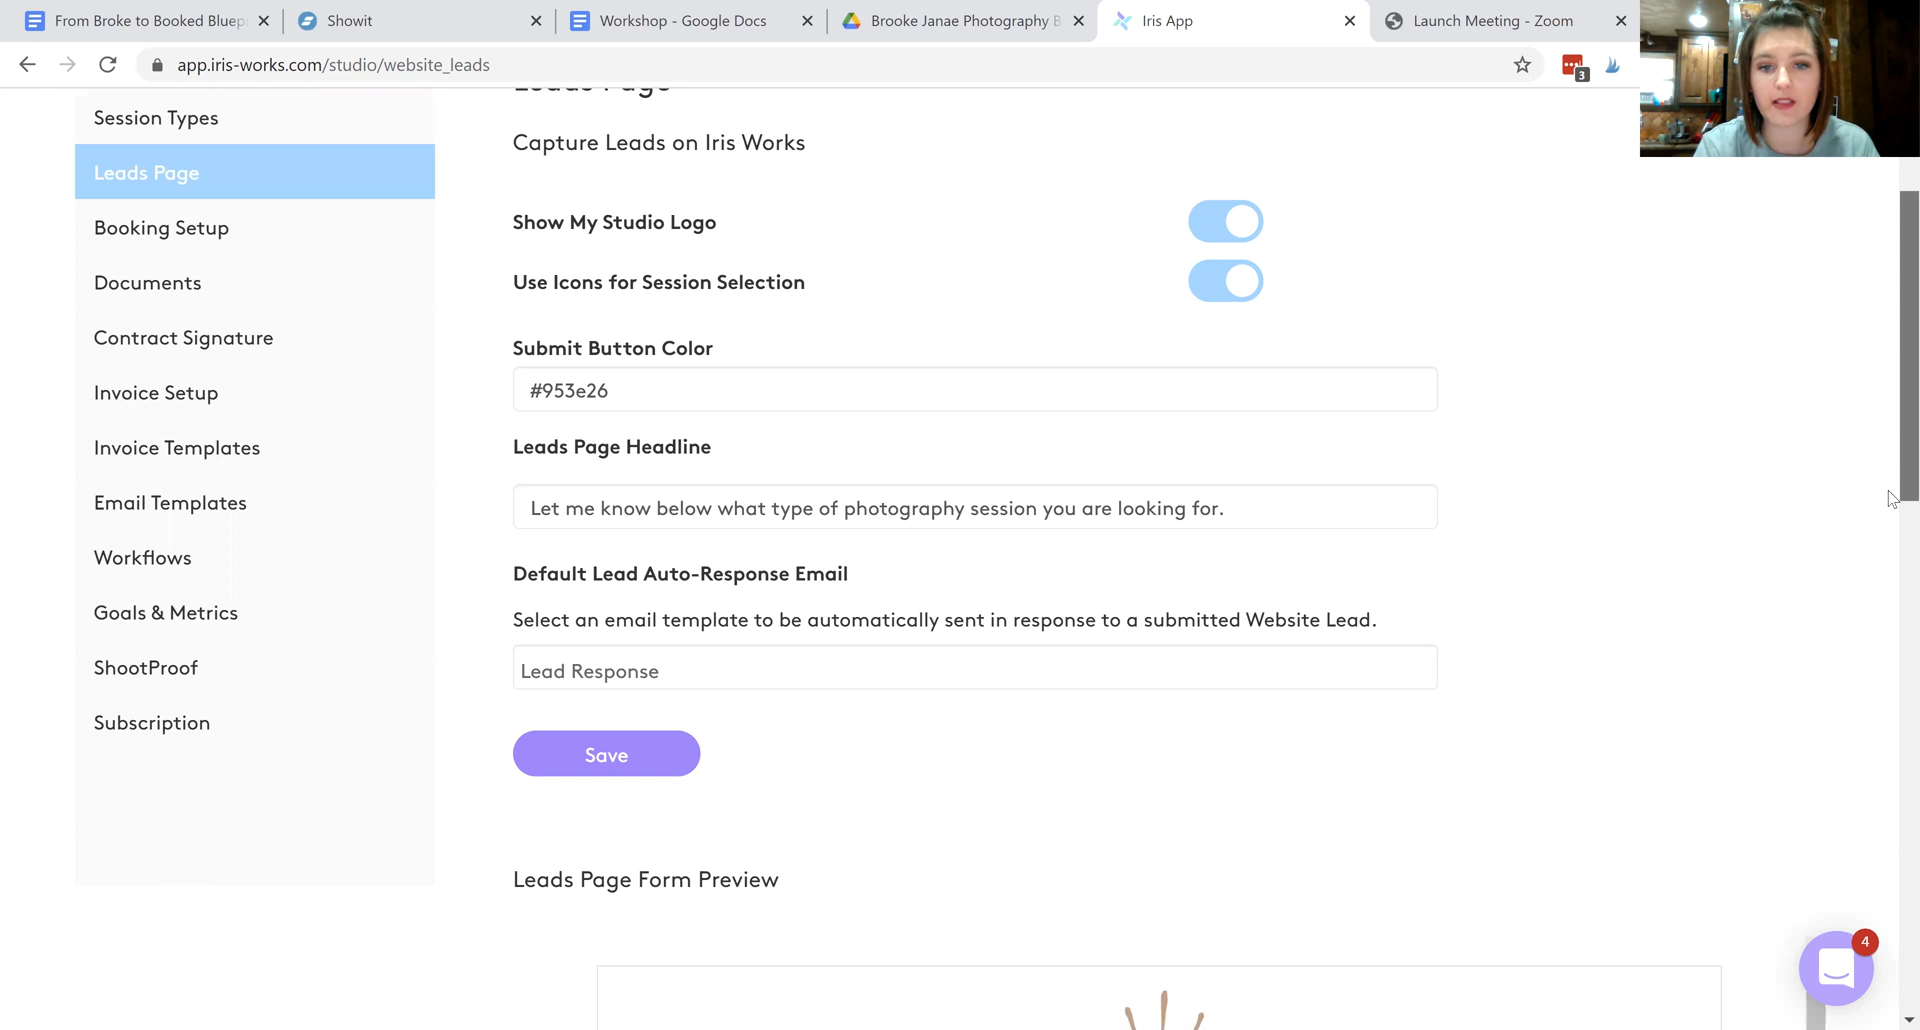 From Broke to Booked Bluep
Showit
Workshop - Google Docs
Brooke Janae Photography B
Iris App
Launch Meeting - Zoom
app.iris-works.com/studio/website_leads
3
Leads Page
Capture Leads on Iris Works
Session Types
Leads Page
Booking Setup
Documents
Contract Signature
Invoice Setup
Invoice Templates
Email Templates
Workflows
Goals & Metrics
ShootProof
Subscription
Show My Studio Logo
Use Icons for Session Selection
Submit Button Color
#953e26
Leads Page Headline
Let me know below what type of photography session you are looking for.
Default Lead Auto-Response Email
Select an email template to be automatically sent in response to a submitted Website Lead.
Lead Response
Save
Leads Page Form Preview
4